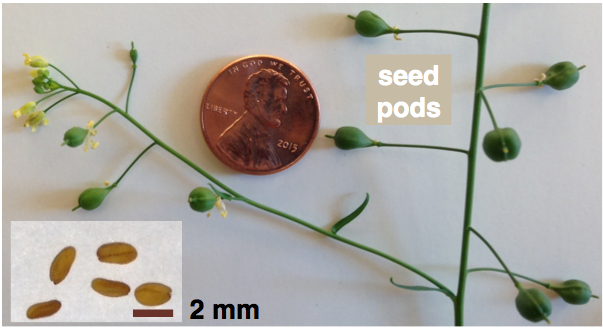 IN GOD WE TRUST
LIBERTY
2015
seed
pods
2 mm